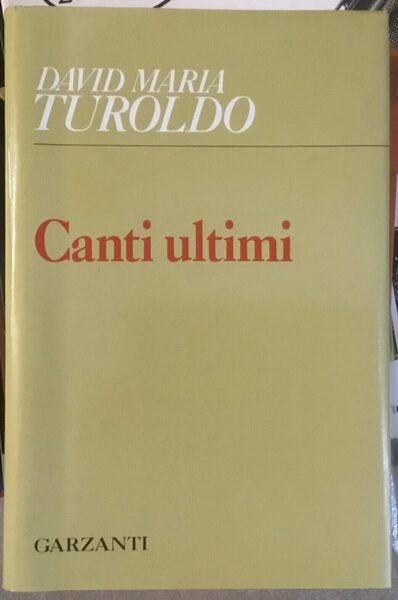 DAVID MARIA
TUROLDO
Canti ultimi
GARZANTI